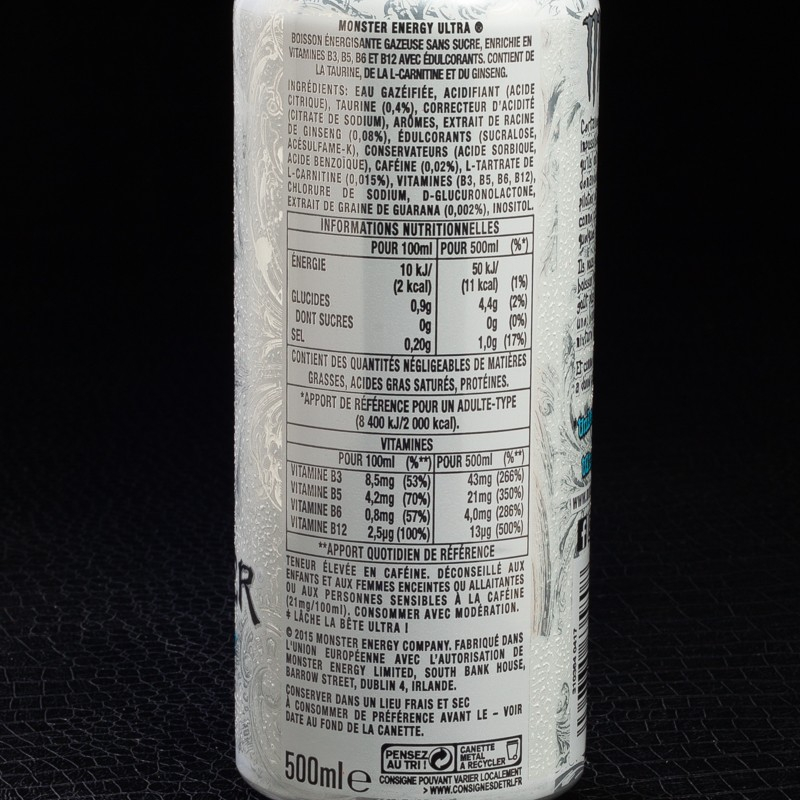 MONSTER ENERGY ULTRA ®
BOISSON ÉNERGISANTE GAZEUSE SANS SUCRE, ENRICHIE EN
VITAMINES B3, B5, B6 ET B12 AVEC ÉDULCORANTS. CONTIENT DE
LA TAURINE, DE LA L-CARNITINE ET DU GINSENG.
INGRÉDIENTS: EAU GAZÉIFIÉE, ACIDIFIANT (ACIDE
CITRIQUE), TAURINE (0,4%), CORRECTEUR D'ACIDITÉ
(CITRATE DE SODIUM), ARÔMES, EXTRAIT DE RACINE
DE GINSENG (0,08%), ÉDULCORANTS (SUCRALOSE,
ACÉSULFAME-K), CONSERVATEURS (ACIDE SORBIQUE,
ACIDE BENZOÏQUE), CAFÉINE (0,02%), L-TARTRATE DE
L-CARNITINE (0,015%), VITAMINES (B3, B5, B6, B12),
CHLORURE DE SODIUM, D-GLUCURONOLACTONE,
EXTRAIT DE GRAINE DE GUARANA (0,002%), INOSITOL.
INFORMATIONS NUTRITIONNELLES
POUR 100ml POUR 500ml (%*)
ÉNERGIE 10 kJ/ 50 kJ/
(2 kcal) (11 kcal) (1%)
GLUCIDES 0,9g 4,4g (2%)
DONT SUCRES 0g 0g (0%)
SEL 0,20g 1,0g (17%)
CONTIENT DES QUANTITÉS NÉGLIGEABLES DE MATIÈRES
GRASSES, ACIDES GRAS SATURÉS, PROTÉINES.
*APPORT DE RÉFÉRENCE POUR UN ADULTE-TYPE
(8 400 kJ/2 000 kcal).
VITAMINES
POUR 100ml (%**) POUR 500ml (%**)
VITAMINE B3 8,5mg (53%) 43mg (266%)
VITAMINE B5 4,2mg (70%) 21mg (350%)
VITAMINE B6 0,8mg (57%) 4,0mg (286%)
VITAMINE B12 2,5µg (100%) 13µg (500%)
**APPORT QUOTIDIEN DE RÉFÉRENCE
TENEUR ÉLEVÉE EN CAFÉINE. DÉCONSEILLÉ AUX
ENFANTS ET AUX FEMMES ENCEINTES OU ALLAITANTES
OU AUX PERSONNES SENSIBLES À LA CAFÉINE
(21mg/100ml). CONSOMMER AVEC MODÉRATION.
‡ LÂCHE LA BÊTE ULTRA !
© 2015 MONSTER ENERGY COMPANY. FABRIQUÉ DANS
L'UNION EUROPÉENNE AVEC L'AUTORISATION DE
MONSTER ENERGY LIMITED, SOUTH BANK HOUSE,
BARROW STREET, DUBLIN 4, IRLANDE.
CONSERVER DANS UN LIEU FRAIS ET SEC
À CONSOMMER DE PRÉFÉRENCE AVANT LE – VOIR
DATE AU FOND DE LA CANETTE.
500ml e
PENSEZ
AU TRI !
CANETTE
METAL
A RECYCLER
CONSIGNE POUVANT VARIER LOCALEMENT
> WWW.CONSIGNESDETRI.FR